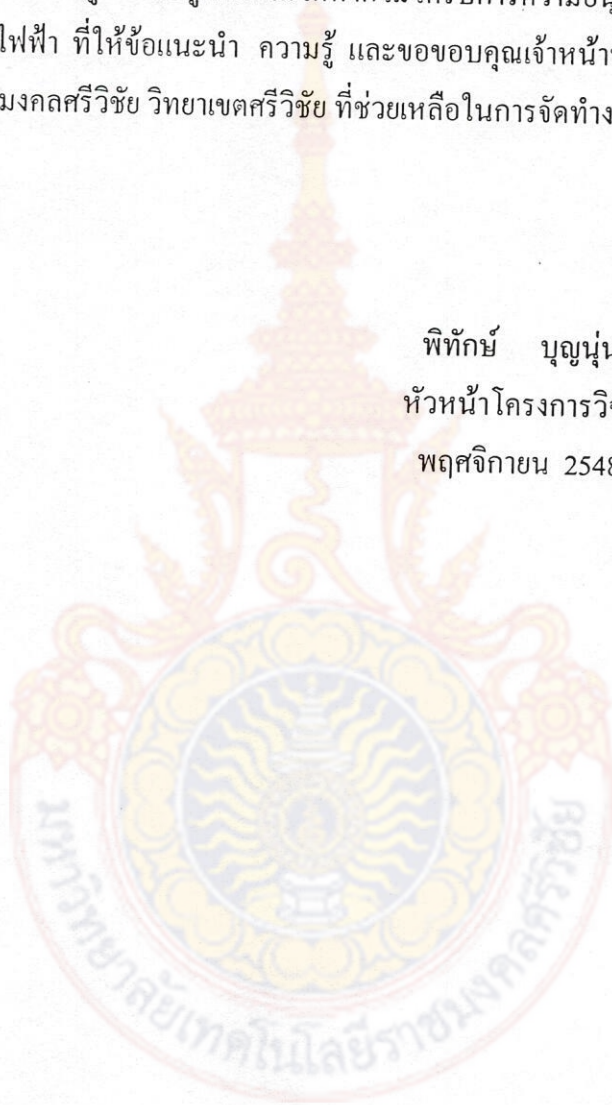 ไฟฟ้า ที่ให้ข้อแนะนำ ความรู้ และขอขอบคุณเจ้าหน้า
มงคลศรีวิชัย วิทยาเขตศรีวิชัย ที่ช่วยเหลือในการจัดทำ
พิทักษ์ บุญนุ่น
หัวหน้าโครงการวิจ
พฤศจิกายน 2548
มหาวิทยาลัยเทคโนโลยีราชมงคลศรีวิชัย